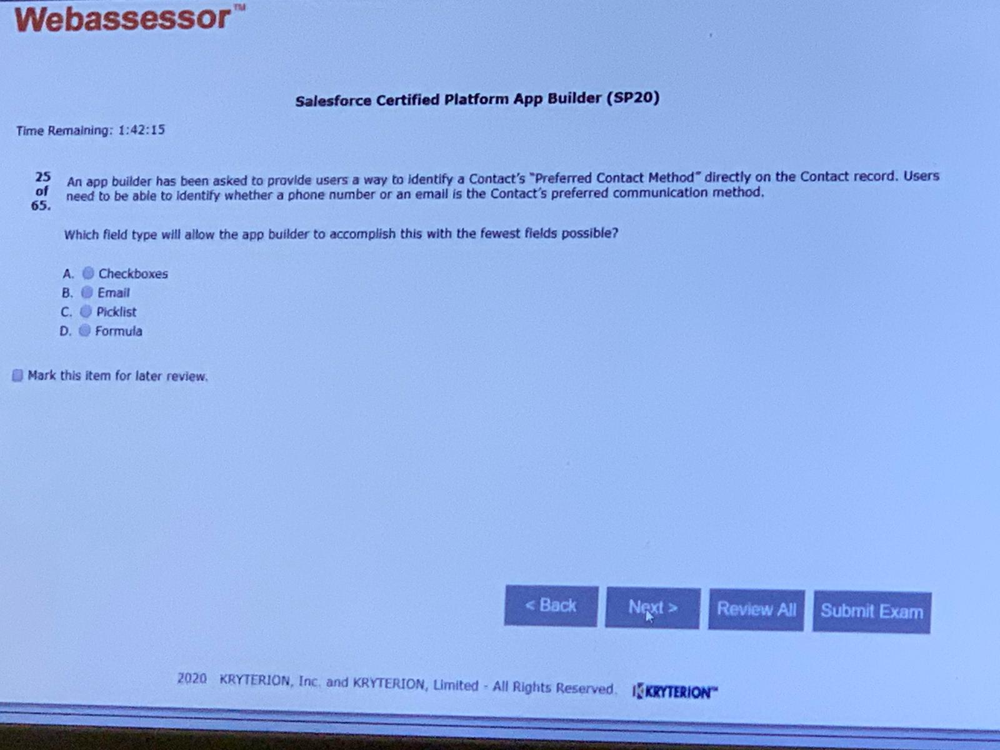 Webassessor™
Salesforce Certified Platform App Builder (SP20)
Time Remaining: 1:42:15
25 of 65.
An app builder has been asked to provide users a way to identify a Contact's "Preferred Contact Method" directly on the Contact record. Users
need to be able to identify whether a phone number or an email is the Contact's preferred communication method.
Which field type will allow the app builder to accomplish this with the fewest fields possible?
A. Checkboxes
B. Email
C. Picklist
D. Formula
Mark this item for later review.
< Back
Next >
Review All
Submit Exam
2020 KRYTERION, Inc. and KRYTERION, Limited - All Rights Reserved.
KRYTERION™